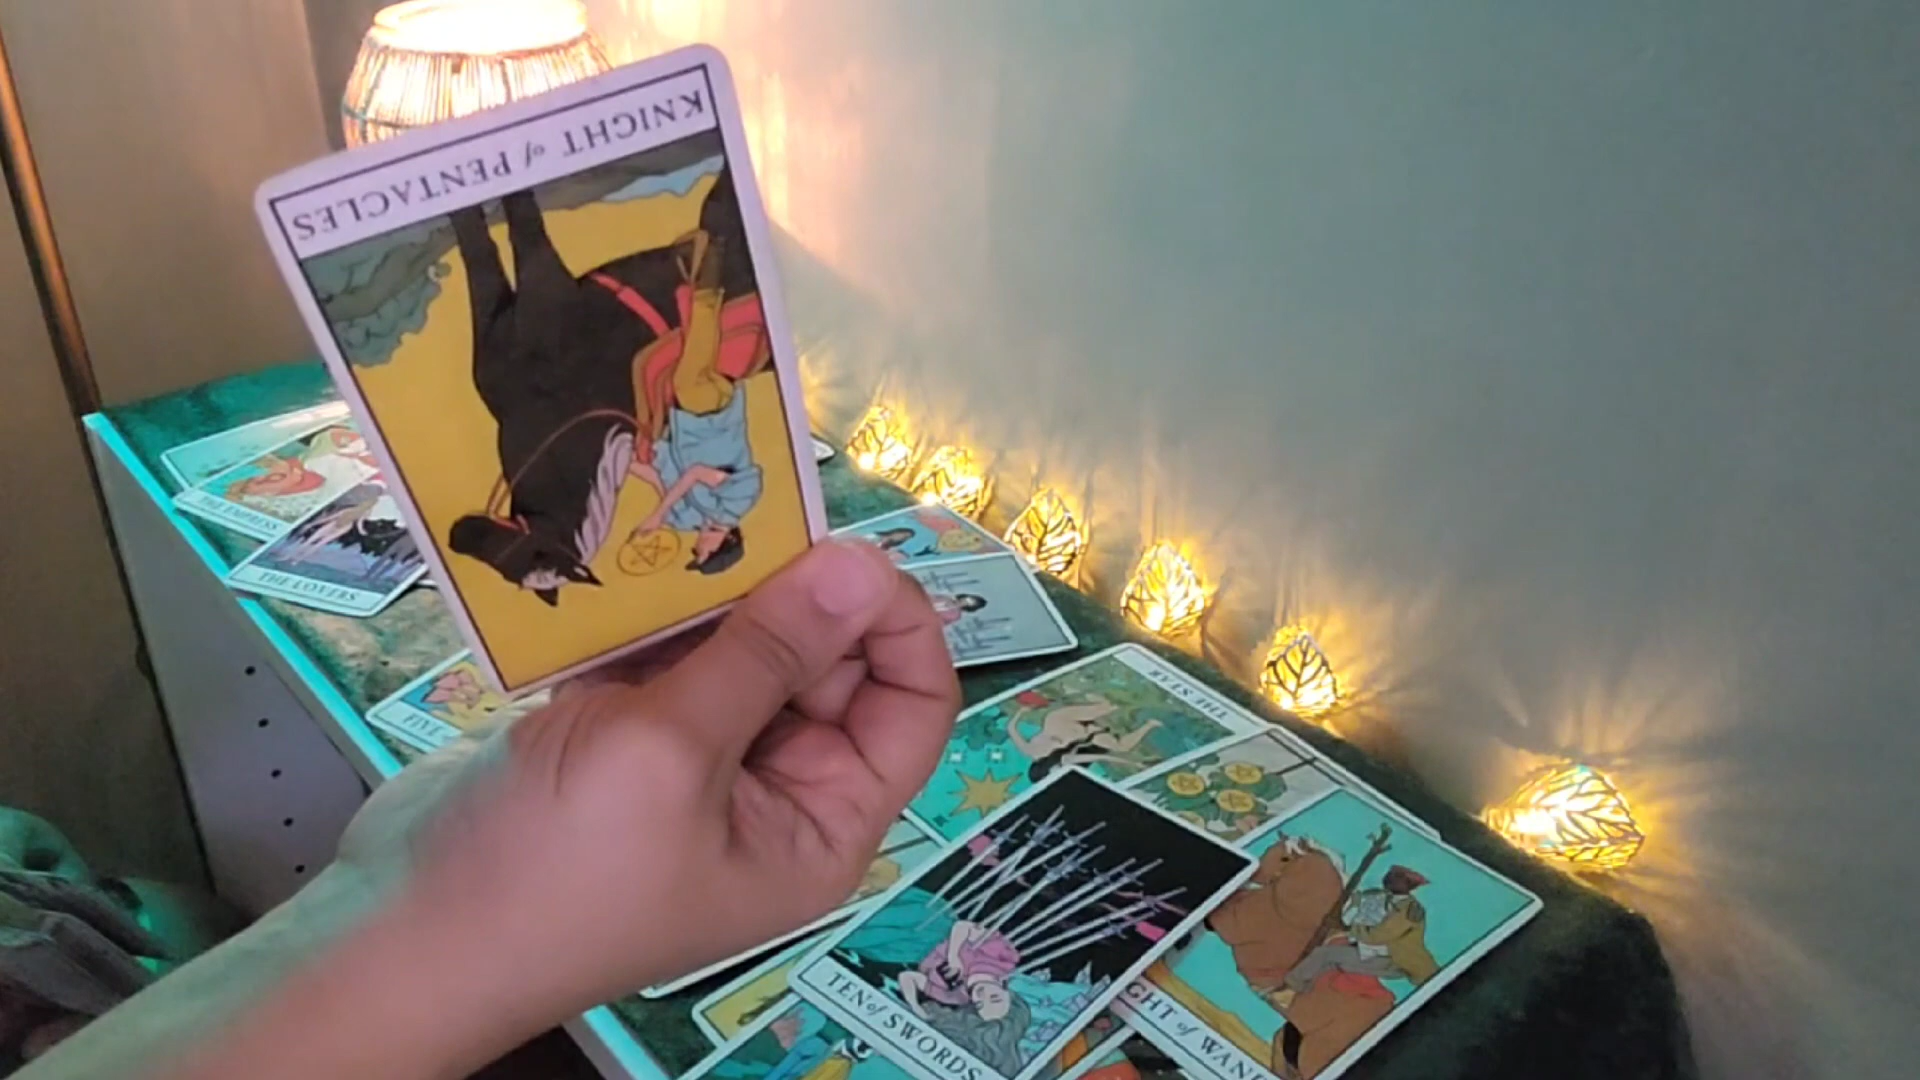 KNIGHT of PENTACLES
THE EMPRESS
THE LOVERS
FIVE
THE STAR
TEN of SWORDS